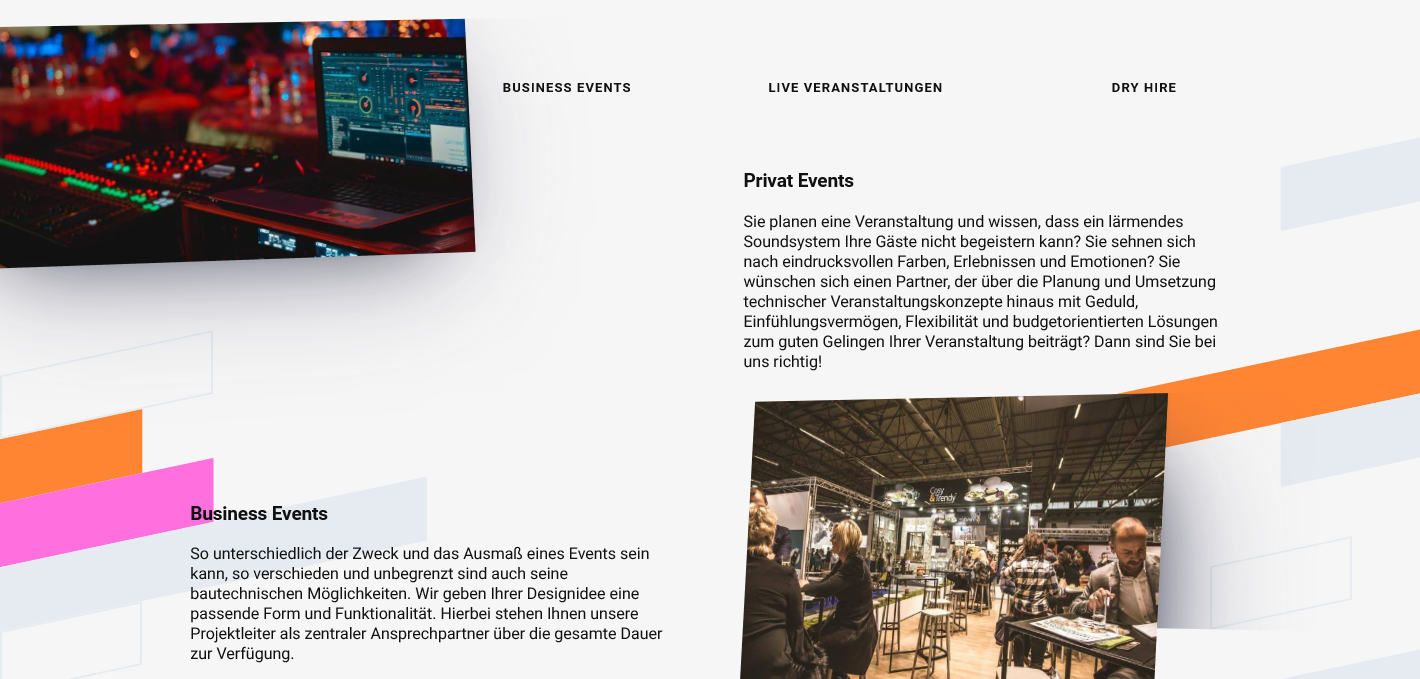 BUSINESS EVENTS
LIVE VERANSTALTUNGEN
DRY HIRE
Privat Events
Sie planen eine Veranstaltung und wissen, dass ein lärmendes
Soundsystem Ihre Gäste nicht begeistern kann? Sie sehnen sich
nach eindrucksvollen Farben, Erlebnissen und Emotionen? Sie
wünschen sich einen Partner, der über die Planung und Umsetzung
technischer Veranstaltungskonzepte hinaus mit Geduld,
Einfühlungsvermögen, Flexibilität und budgetorientierten Lösungen
zum guten Gelingen Ihrer Veranstaltung beiträgt? Dann sind Sie bei
uns richtig!
Cosy
&Trendy
Business Events
So unterschiedlich der Zweck und das Ausmaß eines Events sein
kann, so verschieden und unbegrenzt sind auch seine
bautechnischen Möglichkeiten. Wir geben Ihrer Designidee eine
passende Form und Funktionalität. Hierbei stehen Ihnen unsere
Projektleiter als zentraler Ansprechpartner über die gesamte Dauer
zur Verfügung.